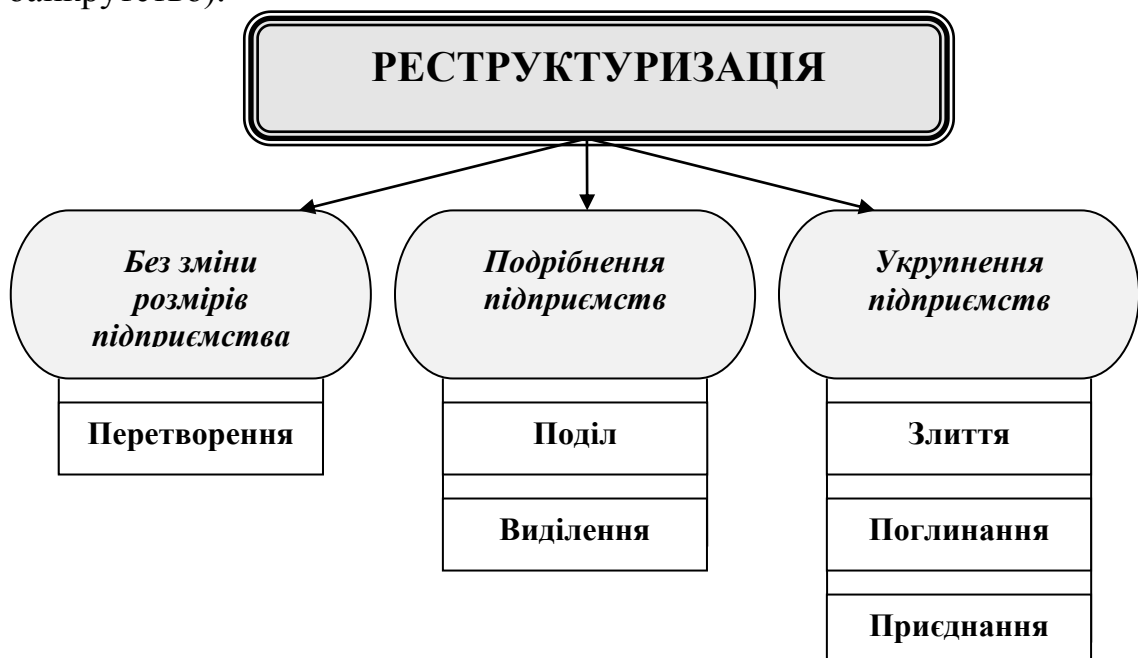 РЕСТРУКТУРИЗАЦІЯ
Без зміни
розмірів
підприємства
Перетворення
Подрібнення
підприємств
Поділ
Виділення
Укрупнення
підприємств
Злиття
Поглинання
Приєднання